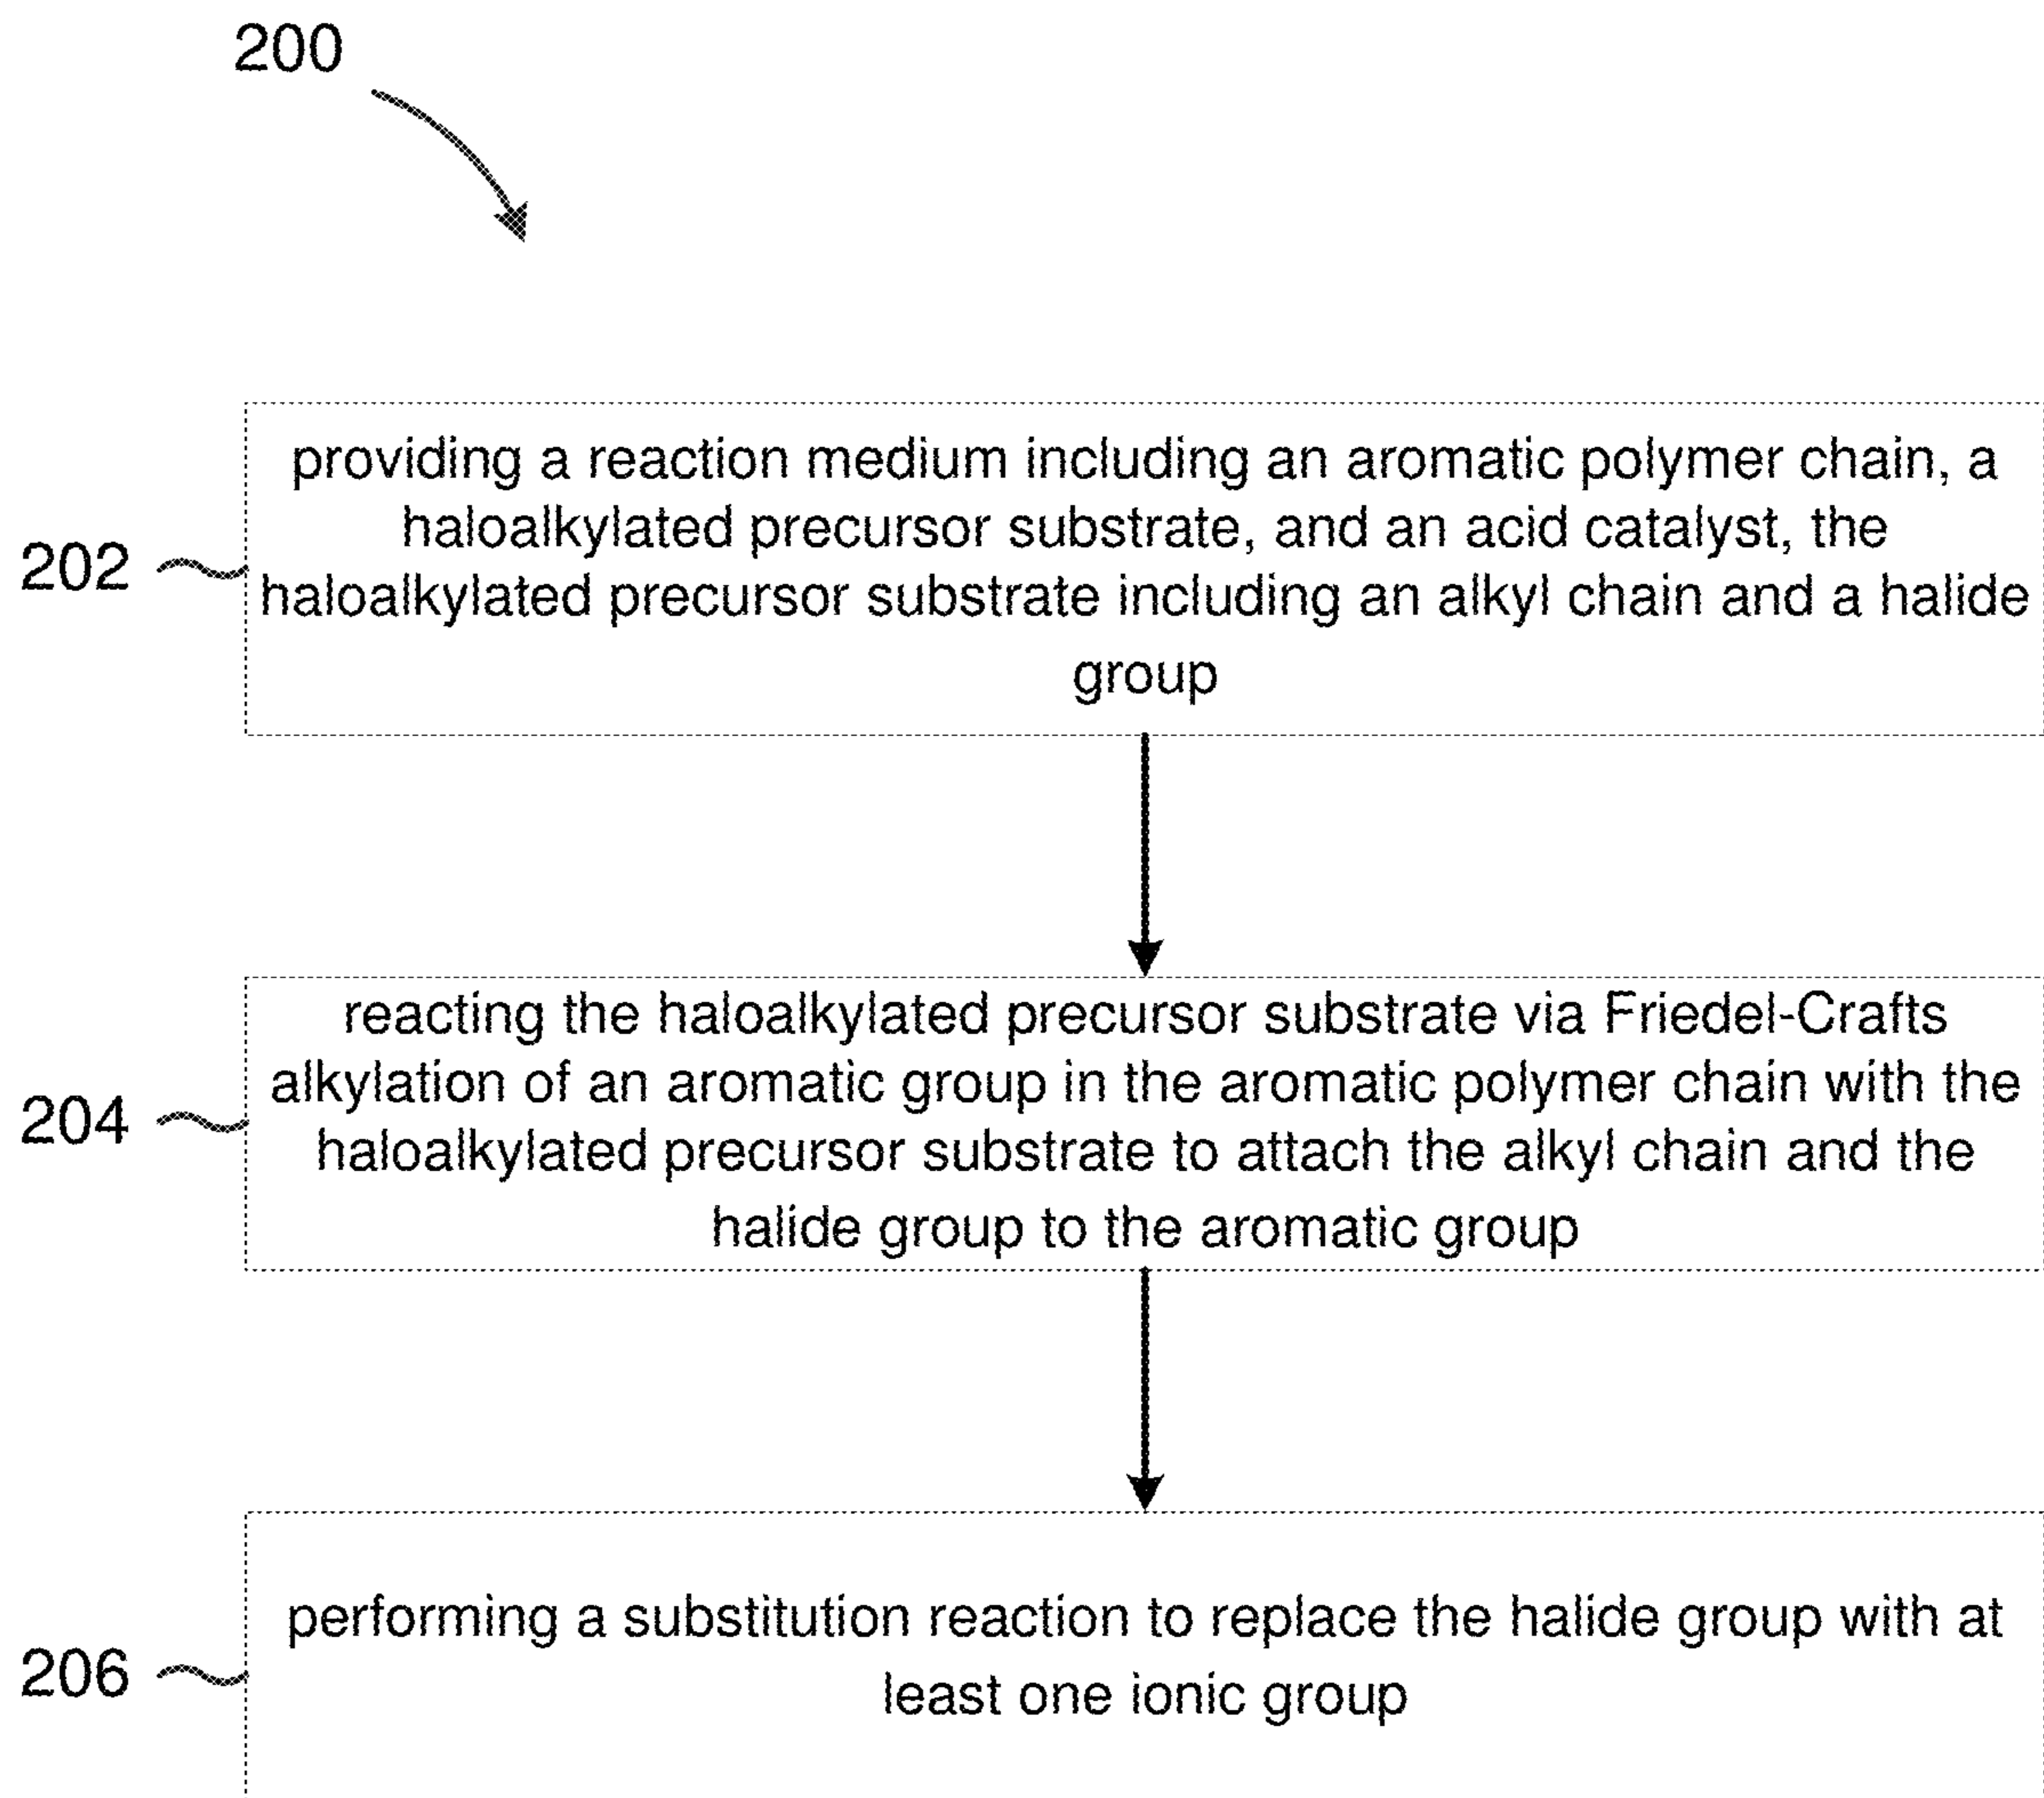 200
providing a reaction medium including an aromatic polymer chain, a
haloalkylated precursor substrate, and an acid catalyst, the
202
haloalkylated precursor substrate including an alkyl chain and a halide
group
reacting the haloalkylated precursor substrate via Friedel-Crafts
alkylation of an aromatic group in the aromatic polymer chain with the
204
haloalkylated precursor substrate to attach the alkyl chain and the
halide group to the aromatic group
performing a substitution reaction to replace the halide group with at
206
least one ionic group